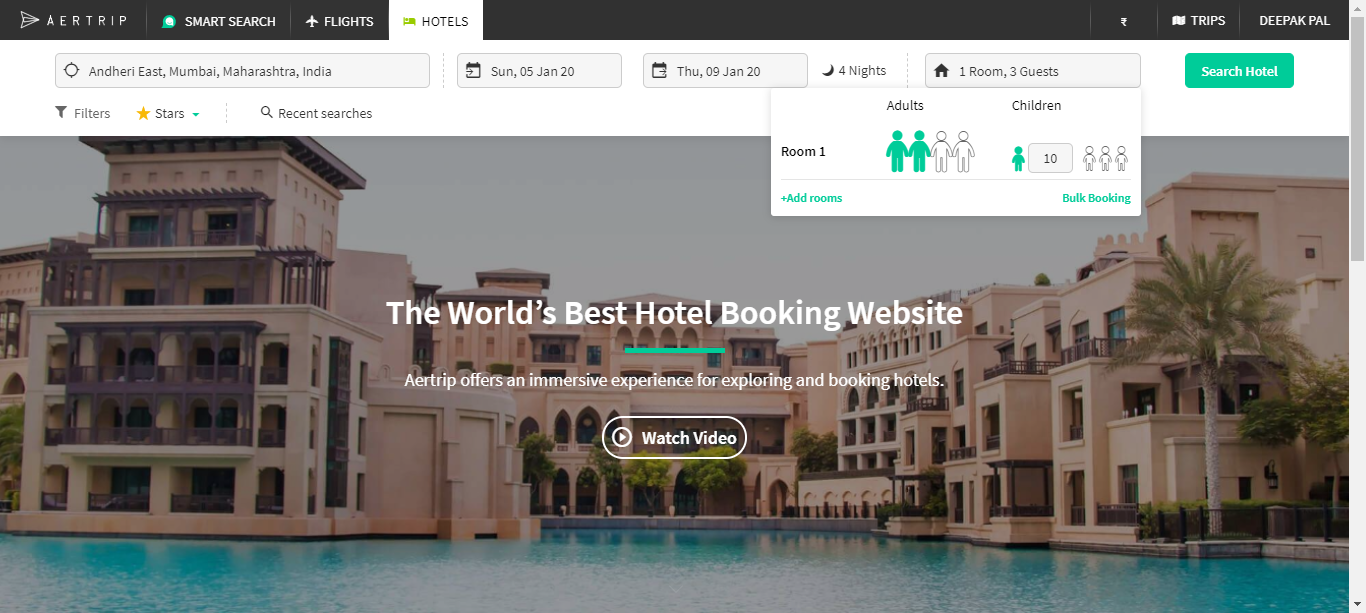 AERTRIP SMART SEARCH FLIGHTS HOTELS ₹ TRIPS DEEPAK PAL
Andheri East, Mumbai, Maharashtra, India Sun, 05 Jan 20 Thu, 09 Jan 20 4 Nights 1 Room, 3 Guests Search Hotel
Filters Stars Recent searches
Adults Children
Room 1 10
+Add rooms Bulk Booking
The World’s Best Hotel Booking Website
Aertrip offers an immersive experience for exploring and booking hotels.
Watch Video